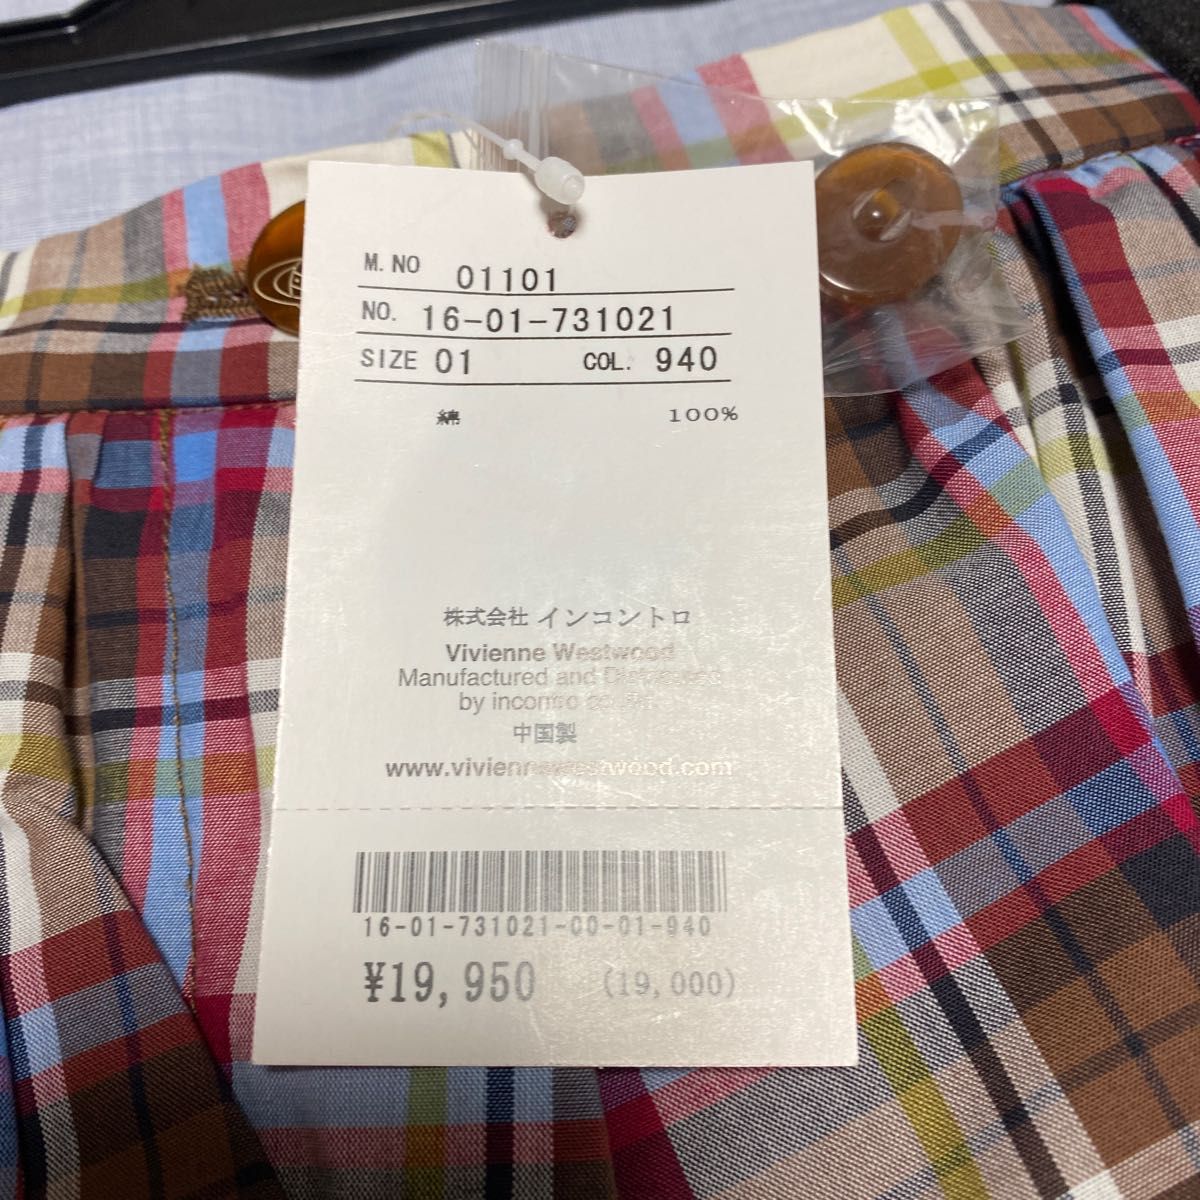 M. NO 01101
NO. 16-01-731021
SIZE 01 COL. 940
綿 100%
株式会社 インコントロ
Vivienne Westwood
Manufactured and Distributed
by incontro co.,ltd.
中国製
www.viviennewestwood.com
16-01-731021-00-01-940
¥19,950 (19,000)